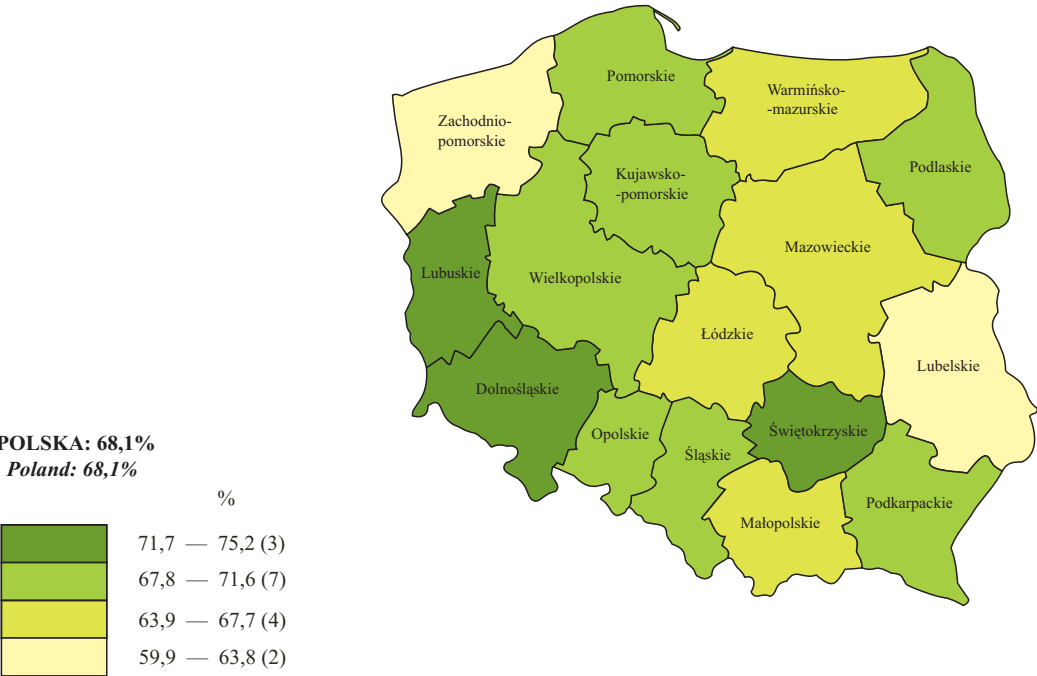 Pomorskie
Warmińsko-
-mazurskie
Zachodnio-
pomorskie
Podlaskie
Kujawsko-
-pomorskie
Mazowieckie
Lubuskie
Wielkopolskie
Łódzkie
Lubelskie
Dolnośląskie
Opolskie
Świętokrzyskie
Śląskie
Podkarpackie
Małopolskie
POLSKA: 68,1%
Poland: 68,1%
%
71,7 — 75,2 (3)
67,8 — 71,6 (7)
63,9 — 67,7 (4)
59,9 — 63,8 (2)